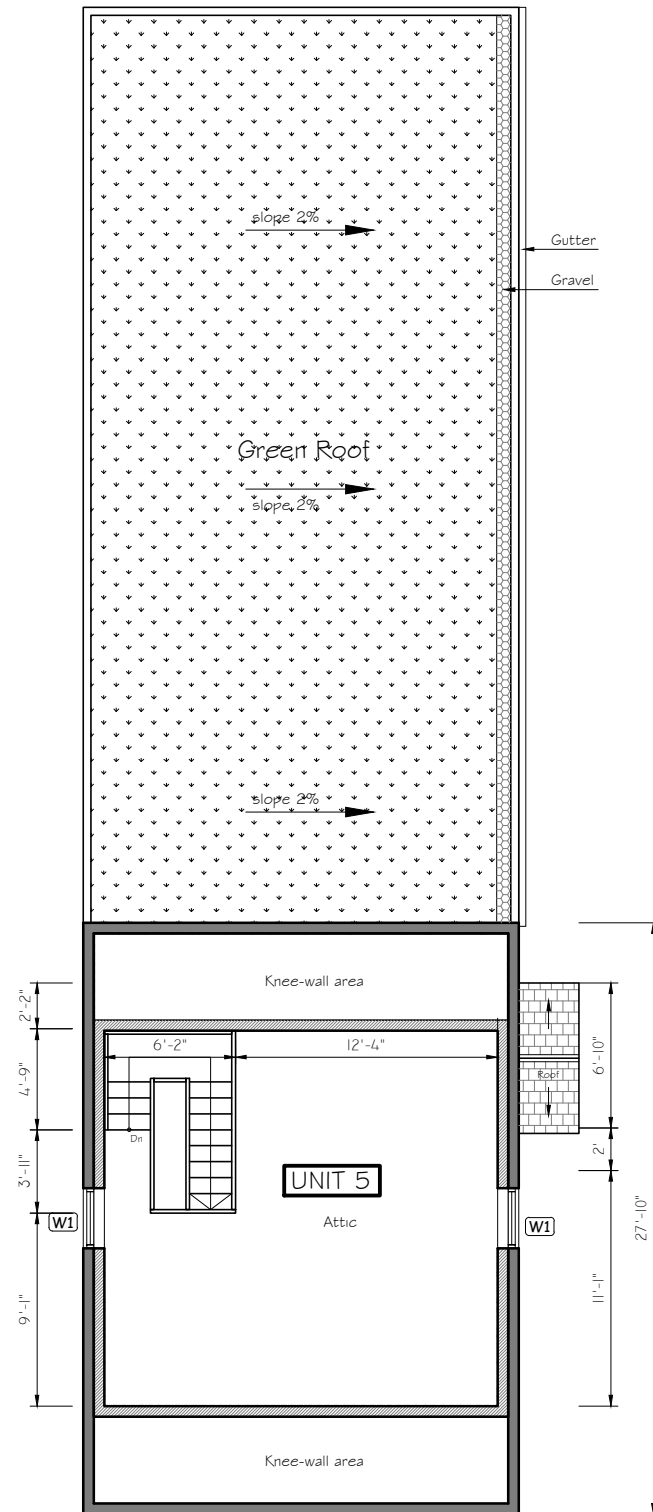 slope 2%
Gutter
Gravel
Green Roof
slope 2%
slope 2%
Knee-wall area
2'-2"
6'-2"
12'-4"
4'-9"
6'-10"
Roof
Dn
2'
3'-11"
UNIT 5
Attic
W1
W1
27'-10"
9'-1"
11'-1"
Knee-wall area